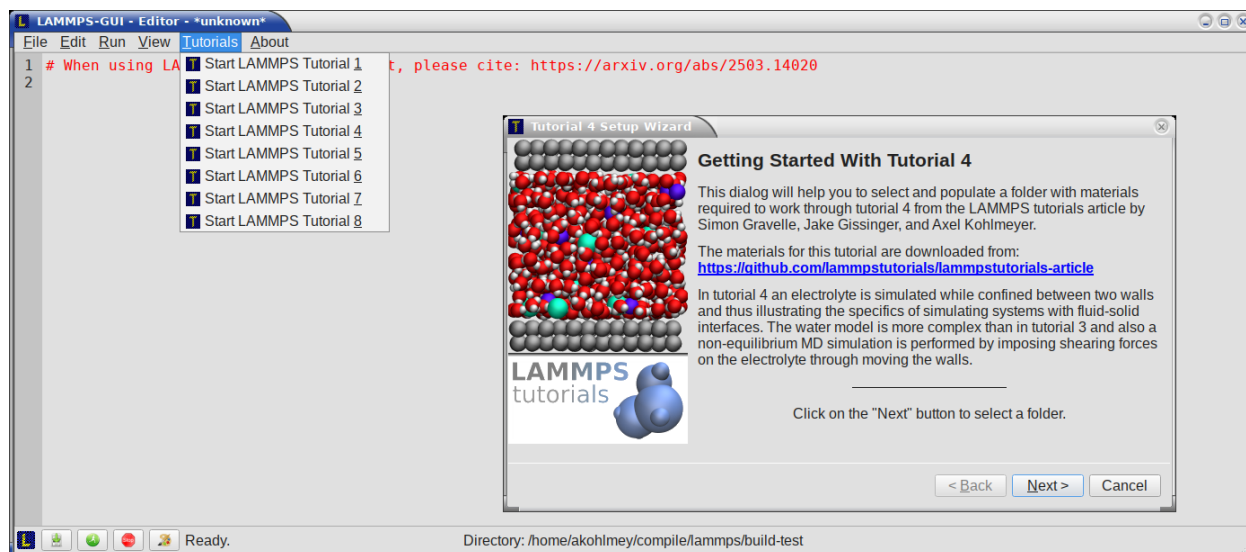 LAMMPS-GUI - Editor - *unknown*
File Edit Run View Tutorials About
1 # When using LA t, please cite: https://arxiv.org/abs/2503.14020
2
Start LAMMPS Tutorial 1
Start LAMMPS Tutorial 2
Start LAMMPS Tutorial 3
Start LAMMPS Tutorial 4
Start LAMMPS Tutorial 5
Start LAMMPS Tutorial 6
Start LAMMPS Tutorial 7
Start LAMMPS Tutorial 8
Tutorial 4 Setup Wizard
Getting Started With Tutorial 4
This dialog will help you to select and populate a folder with materials
required to work through tutorial 4 from the LAMMPS tutorials article by
Simon Gravelle, Jake Gissinger, and Axel Kohlmeyer.
The materials for this tutorial are downloaded from:
https://github.com/lammpstutorials/lammpstutorials-article
In tutorial 4 an electrolyte is simulated while confined between two walls
and thus illustrating the specifics of simulating systems with fluid-solid
interfaces. The water model is more complex than in tutorial 3 and also a
non-equilibrium MD simulation is performed by imposing shearing forces
on the electrolyte through moving the walls.
LAMMPS
tutorials
Click on the "Next" button to select a folder.
< Back Next > Cancel
Ready. Directory: /home/akohlmey/compile/lammps/build-test